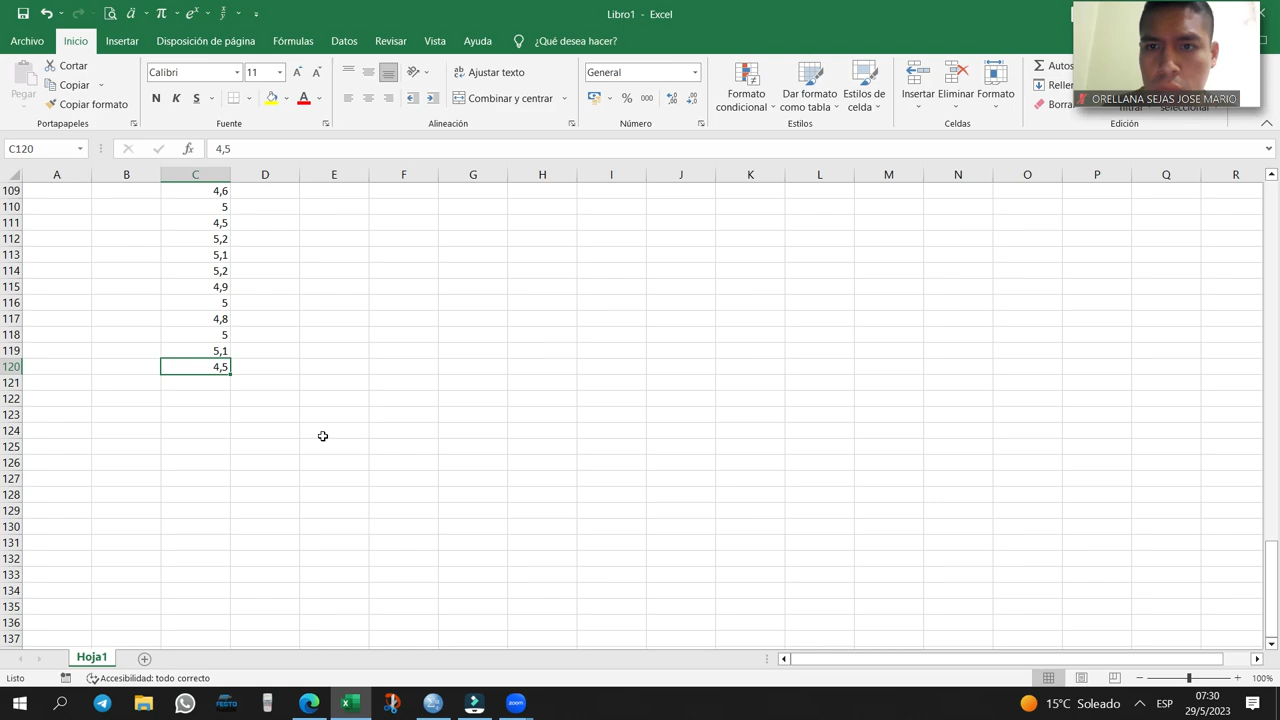 Libro1 - Excel
Archivo Inicio Insertar Disposición de página Fórmulas Datos Revisar Vista Ayuda ¿Qué desea hacer?
Pegar
Cortar
Copiar
Copiar formato
Portapapeles
Calibri 11
N K S
Fuente
Ajustar texto
Combinar y centrar
Alineación
General
% 000
Número
Formato condicional
Dar formato como tabla
Estilos de celda
Estilos
Insertar Eliminar Formato
Celdas
Edición
ORELLANA SEJAS JOSE MARIO
C120 fx 4,5
A B C D E F G H I J K L M N O P Q R
109 4,6
110 5
111 4,5
112 5,2
113 5,1
114 5,2
115 4,9
116 5
117 4,8
118 5
119 5,1
120 4,5
121
122
123
124
125
126
127
128
129
130
131
132
133
134
135
136
137
Hoja1
Listo Accesibilidad: todo correcto 100%
FESTO zoom 15°C Soleado ESP 07:30
29/5/2023